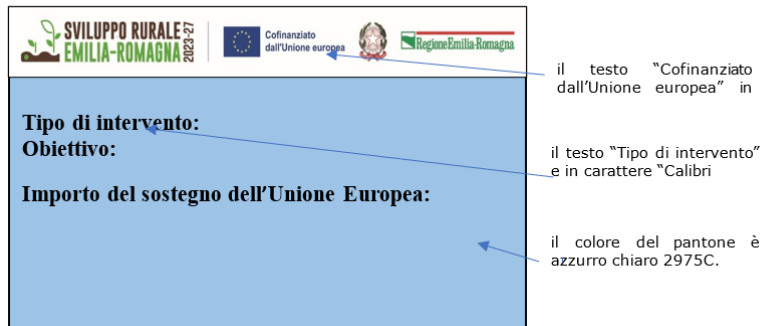 SVILUPPO RURALE 2023-27
EMILIA-ROMAGNA
Cofinanziato
dall'Unione europea
RegioneEmilia-Romagna
il testo "Cofinanziato
dall'Unione europea" in
Tipo di intervento:
Obiettivo:
Importo del sostegno dell'Unione Europea:
il testo "Tipo di intervento"
e in carattere "Calibri
il colore del pantone è
azzurro chiaro 2975C.